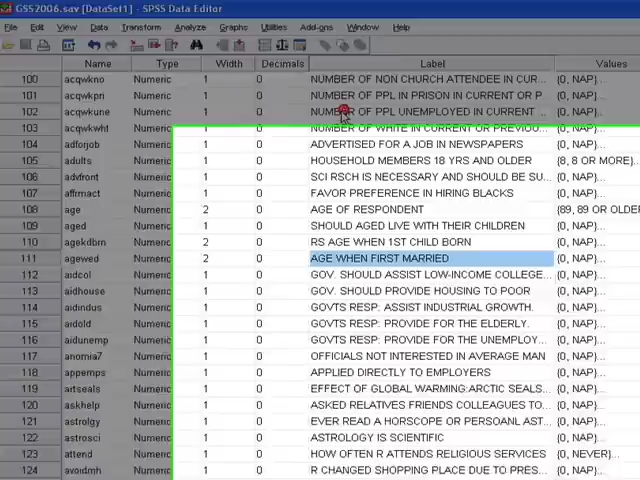 GSS2006.sav [DataSet1] - SPSS Data Editor
File Edit View Data Transform Analyze Graphs Utilities Add-ons Window Help
Name Type Width Decimals Label Values
100 acqwkno Numeric 1 0 NUMBER OF NON CHURCH ATTENDEE IN CUR... {0, NAP}...
101 acqwkpri Numeric 1 0 NUMBER OF PPL IN PRISON IN CURRENT OR P... {0, NAP}...
102 acqwkune Numeric 1 0 NUMBER OF PPL UNEMPLOYED IN CURRENT ... {0, NAP}...
103 acqwkwht Numeric 1 0 NUMBER OF WHITE IN CURRENT OR PREVIOU... {0, NAP}...
104 adforjob Numeric 1 0 ADVERTISED FOR A JOB IN NEWSPAPERS {0, NAP}...
105 adults Numeric 1 0 HOUSEHOLD MEMBERS 18 YRS AND OLDER {8, 8 OR MORE}...
106 advfront Numeric 1 0 SCI RSCH IS NECESSARY AND SHOULD BE SU... {0, NAP}...
107 affrmact Numeric 1 0 FAVOR PREFERENCE IN HIRING BLACKS {0, NAP}...
108 age Numeric 2 0 AGE OF RESPONDENT {89, 89 OR OLDER
109 aged Numeric 1 0 SHOULD AGED LIVE WITH THEIR CHILDREN {0, NAP}...
110 agekdbrn Numeric 2 0 RS AGE WHEN 1ST CHILD BORN {0, NAP}...
111 agewed Numeric 2 0 AGE WHEN FIRST MARRIED {0, NAP}...
112 aidcol Numeric 1 0 GOV. SHOULD ASSIST LOW-INCOME COLLEGE... {0, NAP}...
113 aidhouse Numeric 1 0 GOV. SHOULD PROVIDE HOUSING TO POOR {0, NAP}...
114 aidindus Numeric 1 0 GOVTS RESP: ASSIST INDUSTRIAL GROWTH. {0, NAP}...
115 aidold Numeric 1 0 GOVTS RESP: PROVIDE FOR THE ELDERLY. {0, NAP}...
116 aidunemp Numeric 1 0 GOVTS RESP: PROVIDE FOR THE UNEMPLOY... {0, NAP}...
117 anomia7 Numeric 1 0 OFFICIALS NOT INTERESTED IN AVERAGE MAN {0, NAP}...
118 appemps Numeric 1 0 APPLIED DIRECTLY TO EMPLOYERS {0, NAP}...
119 artseals Numeric 1 0 EFFECT OF GLOBAL WARMING:ARCTIC SEALS... {0, NAP}...
120 askhelp Numeric 1 0 ASKED RELATIVES FRIENDS COLLEAGUES TO... {0, NAP}...
121 astrolgy Numeric 1 0 EVER READ A HORSCOPE OR PERSOANL AST... {0, NAP}...
122 astrosci Numeric 1 0 ASTROLOGY IS SCIENTIFIC {0, NAP}...
123 attend Numeric 1 0 HOW OFTEN R ATTENDS RELIGIOUS SERVICES {0, NEVER}...
124 avoidmh Numeric 1 0 R CHANGED SHOPPING PLACE DUE TO PRES... {0, NAP}...